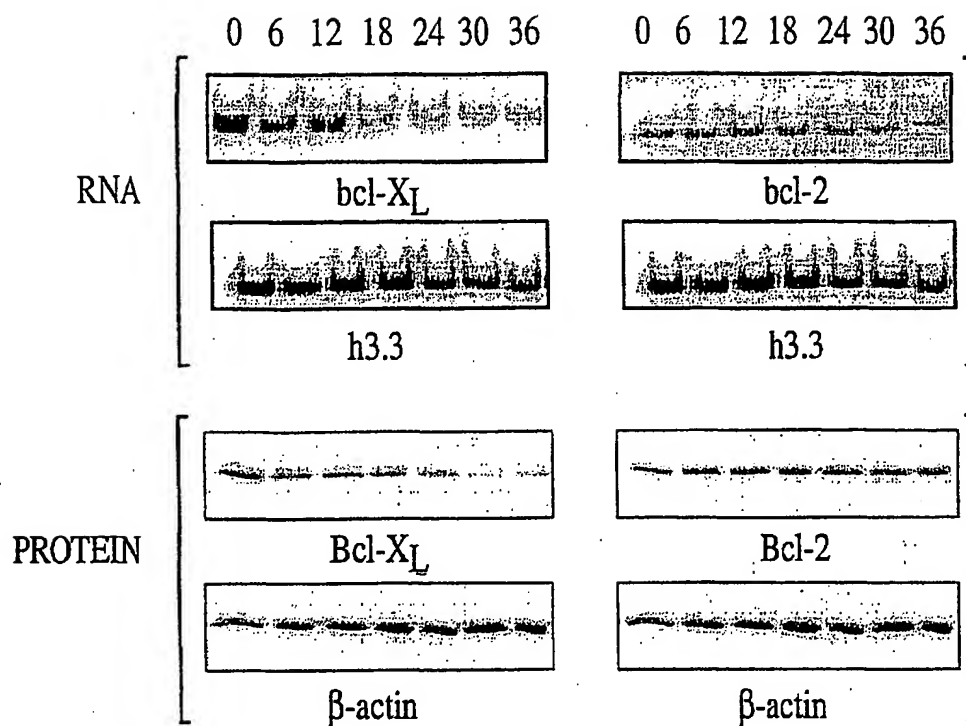 0 6 12 18 24 30 36 0 6 12 18 24 30 36
RNA
bcl-XL bcl-2
h3.3 h3.3
PROTEIN
Bcl-XL Bcl-2
β-actin β-actin